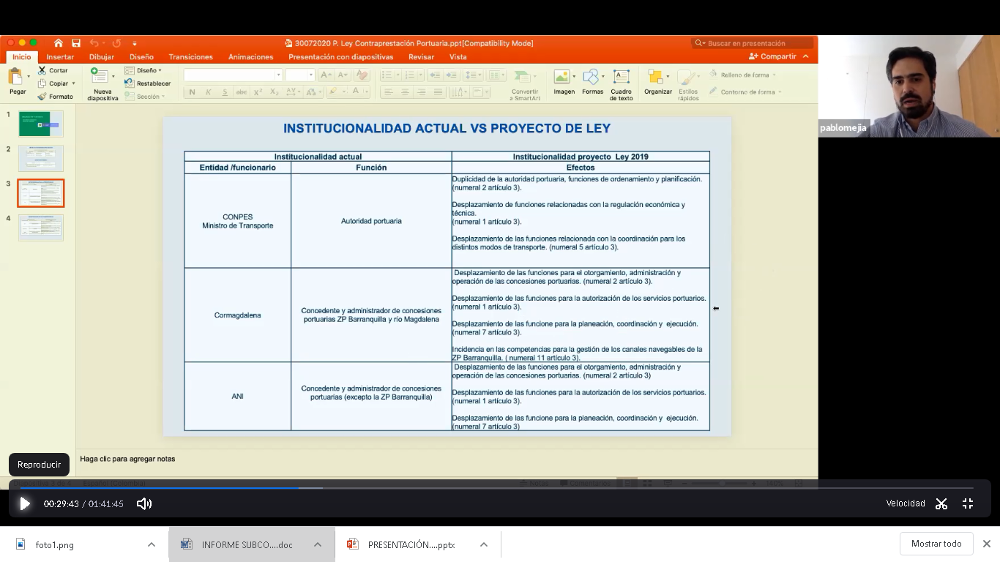 30072020 P. Ley Contraprestación Portuaria.ppt[Compatibility Mode]
Buscar en presentación
Inicio Insertar Dibujar Diseño Transiciones Animaciones Presentación con diapositivas Revisar Vista
Compartir
Pegar
Cortar
Copiar
Formato
Nueva diapositiva
Diseño
Restablecer
Sección
N K S abc X² X₂
Convertir a SmartArt
Imagen
Formas
Cuadro de texto
Organizar
Estilos rápidos
Relleno de forma
Contorno de forma
1
2
3
4
INSTITUCIONALIDAD ACTUAL VS PROYECTO DE LEY
Institucionalidad actual
Institucionalidad proyecto Ley 2019
Entidad /funcionario
Función
Efectos
CONPES
Ministro de Transporte
Autoridad portuaria
Duplicidad de la autoridad portuaria, funciones de ordenamiento y planificación.
(numeral 2 artículo 3).
Desplazamiento de funciones relacionadas con la regulación económica y
técnica.
(numeral 1 artículo 3).
Desplazamiento de las funciones relacionada con la coordinación para los
distintos modos de transporte. (numeral 5 artículo 3).
Cormagdalena
Concedente y administrador de concesiones
portuarias ZP Barranquilla y río Magdalena
Desplazamiento de las funciones para el otorgamiento, administración y
operación de las concesiones portuarias. (numeral 2 artículo 3).
Desplazamiento de las funciones para la autorización de los servicios portuarios.
(numeral 1 artículo 3).
Desplazamiento de las funcione para la planeación, coordinación y ejecución.
(numeral 7 artículo 3).
Incidencia en las competencias para la gestión de los canales navegables de la
ZP Barranquilla. ( numeral 11 artículo 3).
ANI
Concedente y administrador de concesiones
portuarias (excepto la ZP Barranquilla)
Desplazamiento de las funciones para el otorgamiento, administración y
operación de las concesiones portuarias. (numeral 2 artículo 3)
Desplazamiento de las funciones para la autorización de los servicios portuarios.
(numeral 1 artículo 3).
Desplazamiento de las funcione para la planeación, coordinación y ejecución.
(numeral 7 artículo 3)
pablomejia
Haga clic para agregar notas
Reproducir
Notas Comentarios 140%
00:29:43 / 01:41:45
Velocidad
foto1.png
INFORME SUBCO....doc
PRESENTACIÓN....pptx
Mostrar todo